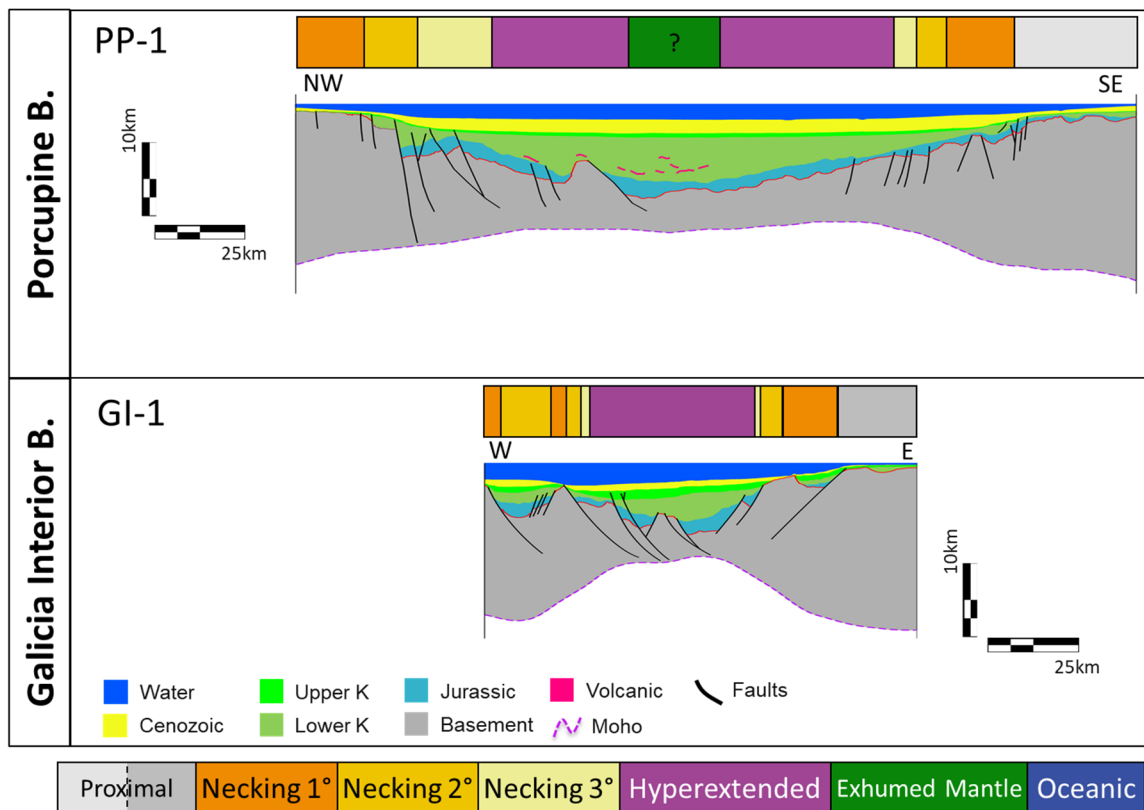 Porcupine B.
PP-1
?
NW
SE
10km
25km
Galicia Interior B.
GI-1
W
E
10km
25km
Water
Upper K
Jurassic
Volcanic
Faults
Cenozoic
Lower K
Basement
Moho
Proximal
Necking 1°
Necking 2°
Necking 3°
Hyperextended
Exhumed Mantle
Oceanic